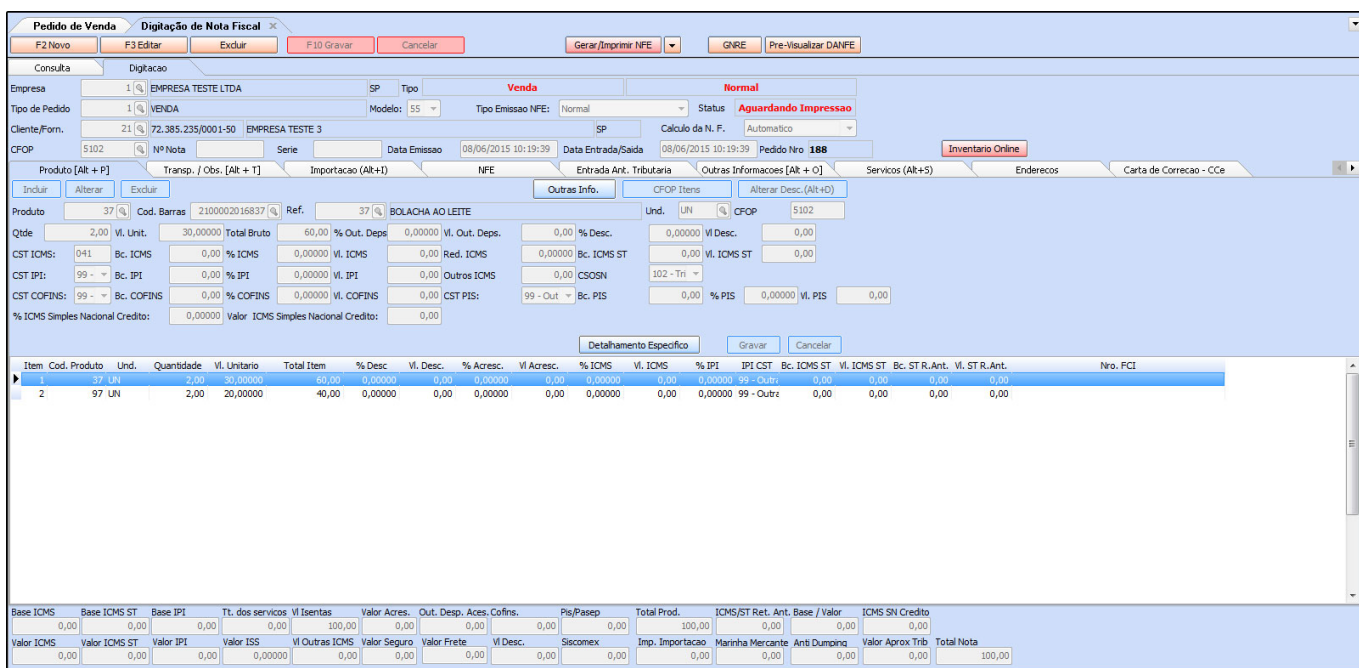 Pedido de Venda Digitação de Nota Fiscal
F2 Novo F3 Editar Excluir F10 Gravar Cancelar Gerar/Imprimir NFE GNRE Pre-Visualizar DANFE
Consulta Digitacao
Empresa 1 EMPRESA TESTE LTDA SP Tipo Venda Normal
Tipo de Pedido 1 VENDA Modelo: 55 Tipo Emissao NFE: Normal Status Aguardando Impressao
Cliente/Forn. 21 72.385.235/0001-50 EMPRESA TESTE 3 SP Calculo da N. F. Automatico
CFOP 5102 Nº Nota Serie Data Emissao 08/06/2015 10:19:39 Data Entrada/Saida 08/06/2015 10:19:39 Pedido Nro 188 Inventario Online
Produto [Alt + P] Transp. / Obs. [Alt + T] Importacao (Alt+I) NFE Entrada Ant. Tributaria Outras Informacoes [Alt + O] Servicos (Alt+S) Enderecos Carta de Correcao - CCe
Incluir Alterar Excluir Outras Info. CFOP Itens Alterar Desc.(Alt+D)
Produto 37 Cod. Barras 2100002016837 Ref. 37 BOLACHA AO LEITE Und. UN CFOP 5102
Qtde 2,00 Vl. Unit. 30,00000 Total Bruto 60,00 % Out. Deps 0,00000 Vl. Out. Deps. 0,00 % Desc. 0,00000 Vl Desc. 0,00
CST ICMS: 041 Bc. ICMS 0,00 % ICMS 0,00000 Vl. ICMS 0,00 Red. ICMS 0,00000 Bc. ICMS ST 0,00 Vl. ICMS ST 0,00
CST IPI: 99 - Bc. IPI 0,00 % IPI 0,00000 Vl. IPI 0,00 Outros ICMS 0,00 CSOSN 102 - Tri
CST COFINS: 99 - Bc. COFINS 0,00 % COFINS 0,00000 Vl. COFINS 0,00 CST PIS: 99 - Out Bc. PIS 0,00 % PIS 0,00000 Vl. PIS 0,00
% ICMS Simples Nacional Credito: 0,00000 Valor ICMS Simples Nacional Credito: 0,00
Detalhamento Especifico Gravar Cancelar
Item Cod. Produto Und. Quantidade Vl. Unitario Total Item % Desc Vl. Desc. % Acresc. Vl Acresc. % ICMS Vl. ICMS % IPI IPI CST Bc. ICMS ST Vl. ICMS ST Bc. ST R.Ant. Vl. ST R.Ant. Nro. FCI
1 37 UN 2,00 30,00000 60,00 0,00000 0,00 0,00000 0,00 0,00000 0,00 0,00000 99 - Outra 0,00 0,00 0,00 0,00
2 97 UN 2,00 20,00000 40,00 0,00000 0,00 0,00000 0,00 0,00000 0,00 0,00000 99 - Outra 0,00 0,00 0,00 0,00
Base ICMS Base ICMS ST Base IPI Tt. dos servicos Vl Isentas Valor Acres. Out. Desp. Aces. Cofins. Pis/Pasep Total Prod. ICMS/ST Ret. Ant. Base / Valor ICMS SN Credito
0,00 0,00 0,00 0,00 100,00 0,00 0,00 0,00 0,00 100,00 0,00 0,00 0,00
Valor ICMS Valor ICMS ST Valor IPI Valor ISS Vl Outras ICMS Valor Seguro Valor Frete Vl Desc. Siscomex Imp. Importacao Marinha Mercante Anti Dumping Valor Aprox Trib Total Nota
0,00 0,00 0,00 0,00000 0,00 0,00 0,00 0,00 0,00 0,00 0,00 0,00 0,00 100,00